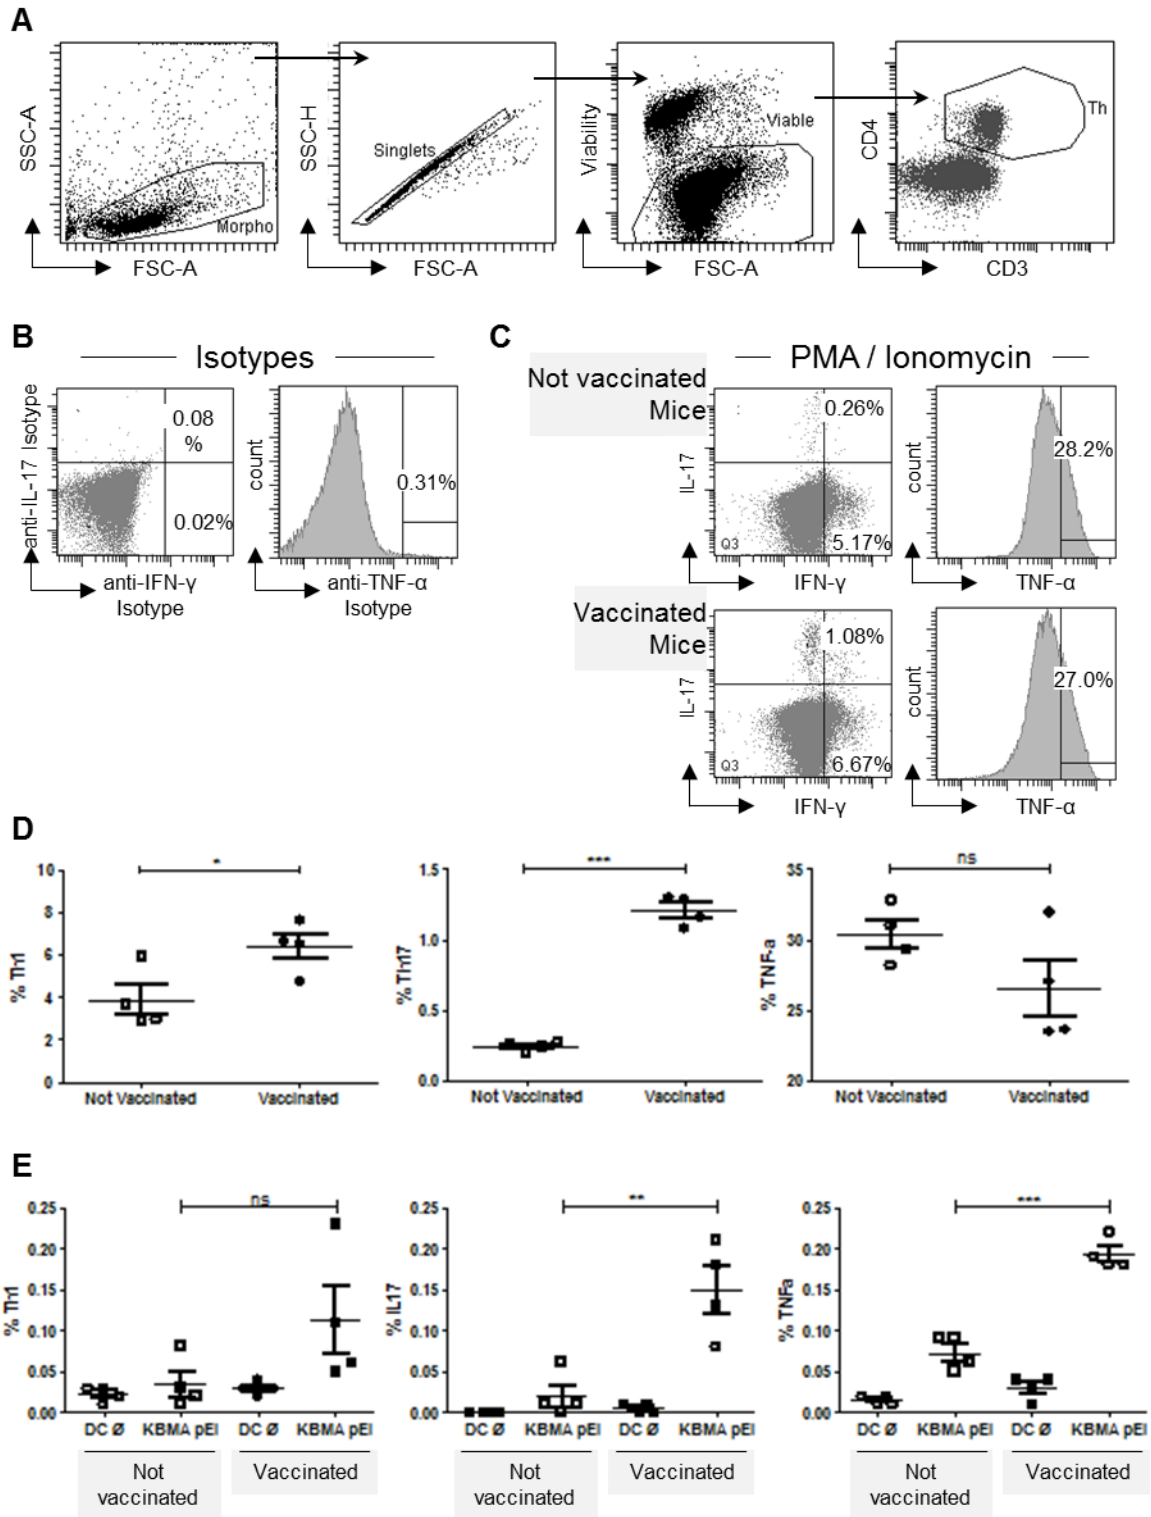 A
SSC-A
Morpho
FSC-A
SSC-H
Singlets
FSC-A
Viability
Viable
FSC-A
CD4
Th
CD3
B
Isotypes
anti-IL-17 Isotype
0.08
%
0.02%
anti-IFN-γ
Isotype
count
0.31%
anti-TNF-α
Isotype
C
PMA / Ionomycin
Not vaccinated
Mice
IL-17
0.26%
Q3
5.17%
IFN-γ
count
28.2%
TNF-α
Vaccinated
Mice
IL-17
1.08%
Q3
6.67%
IFN-γ
count
27.0%
TNF-α
D
% Th1
10
8
6
4
2
0
*
Not Vaccinated
Vaccinated
% Th17
1.5
1.0
0.5
0.0
***
Not Vaccinated
Vaccinated
% TNF-a
35
30
25
20
ns
Not Vaccinated
Vaccinated
E
% Th1
0.25
0.20
0.15
0.10
0.05
0.00
ns
DC Ø
KBMA pEI
DC Ø
KBMA pEI
Not
vaccinated
Vaccinated
% IL17
0.25
0.20
0.15
0.10
0.05
0.00
**
DC Ø
KBMA pEI
DC Ø
KBMA pEI
Not
vaccinated
Vaccinated
% TNFa
0.25
0.20
0.15
0.10
0.05
0.00
***
DC Ø
KBMA pEI
DC Ø
KBMA pEI
Not
vaccinated
Vaccinated